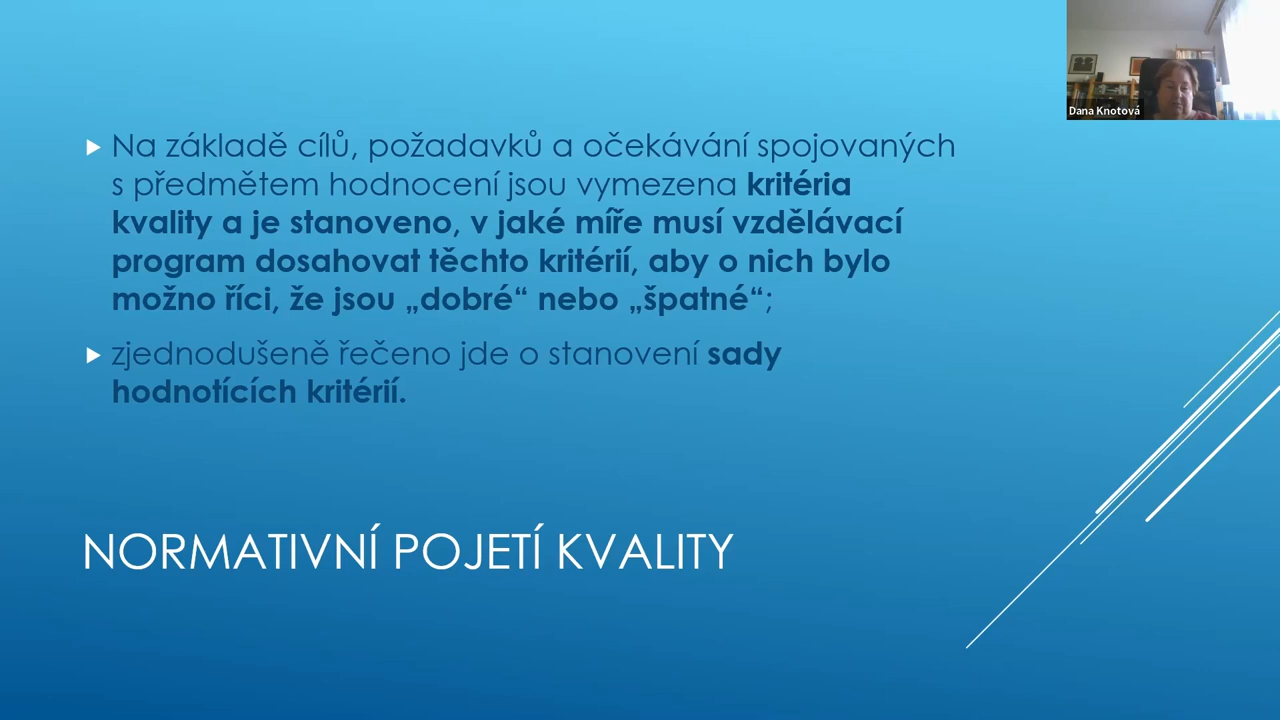 Dana Knotová
Na základě cílů, požadavků a očekávání spojovaných
s předmětem hodnocení jsou vymezena kritéria
kvality a je stanoveno, v jaké míře musí vzdělávací
program dosahovat těchto kritérií, aby o nich bylo
možno říci, že jsou „dobré“ nebo „špatné“;
zjednodušeně řečeno jde o stanovení sady
hodnotících kritérií.
NORMATIVNÍ POJETÍ KVALITY